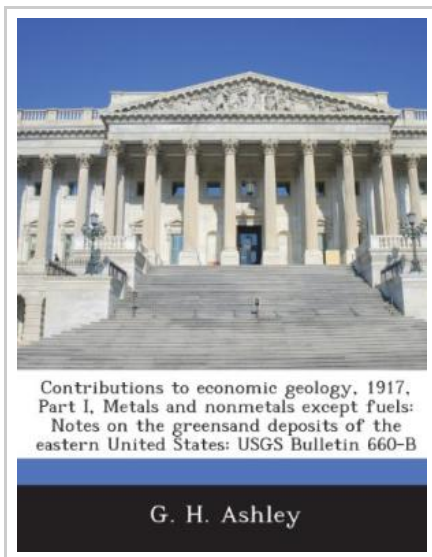 Contributions to economic geology, 1917,
Part I, Metals and nonmetals except fuels:
Notes on the greensand deposits of the
eastern United States: USGS Bulletin 660-B
G. H. Ashley